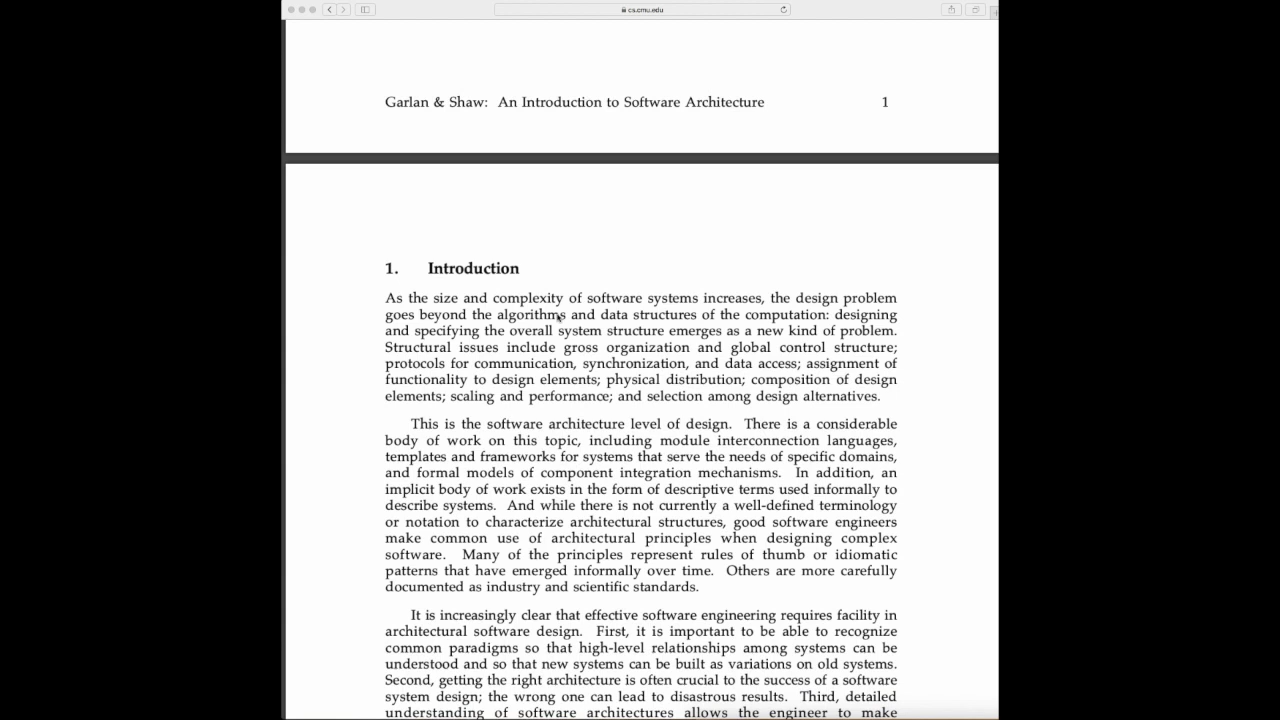 cs.cmu.edu
Garlan & Shaw: An Introduction to Software Architecture 1
1. Introduction
As the size and complexity of software systems increases, the design problem
goes beyond the algorithms and data structures of the computation: designing
and specifying the overall system structure emerges as a new kind of problem.
Structural issues include gross organization and global control structure;
protocols for communication, synchronization, and data access; assignment of
functionality to design elements; physical distribution; composition of design
elements; scaling and performance; and selection among design alternatives.
This is the software architecture level of design. There is a considerable
body of work on this topic, including module interconnection languages,
templates and frameworks for systems that serve the needs of specific domains,
and formal models of component integration mechanisms. In addition, an
implicit body of work exists in the form of descriptive terms used informally to
describe systems. And while there is not currently a well-defined terminology
or notation to characterize architectural structures, good software engineers
make common use of architectural principles when designing complex
software. Many of the principles represent rules of thumb or idiomatic
patterns that have emerged informally over time. Others are more carefully
documented as industry and scientific standards.
It is increasingly clear that effective software engineering requires facility in
architectural software design. First, it is important to be able to recognize
common paradigms so that high-level relationships among systems can be
understood and so that new systems can be built as variations on old systems.
Second, getting the right architecture is often crucial to the success of a software
system design; the wrong one can lead to disastrous results. Third, detailed
understanding of software architectures allows the engineer to make